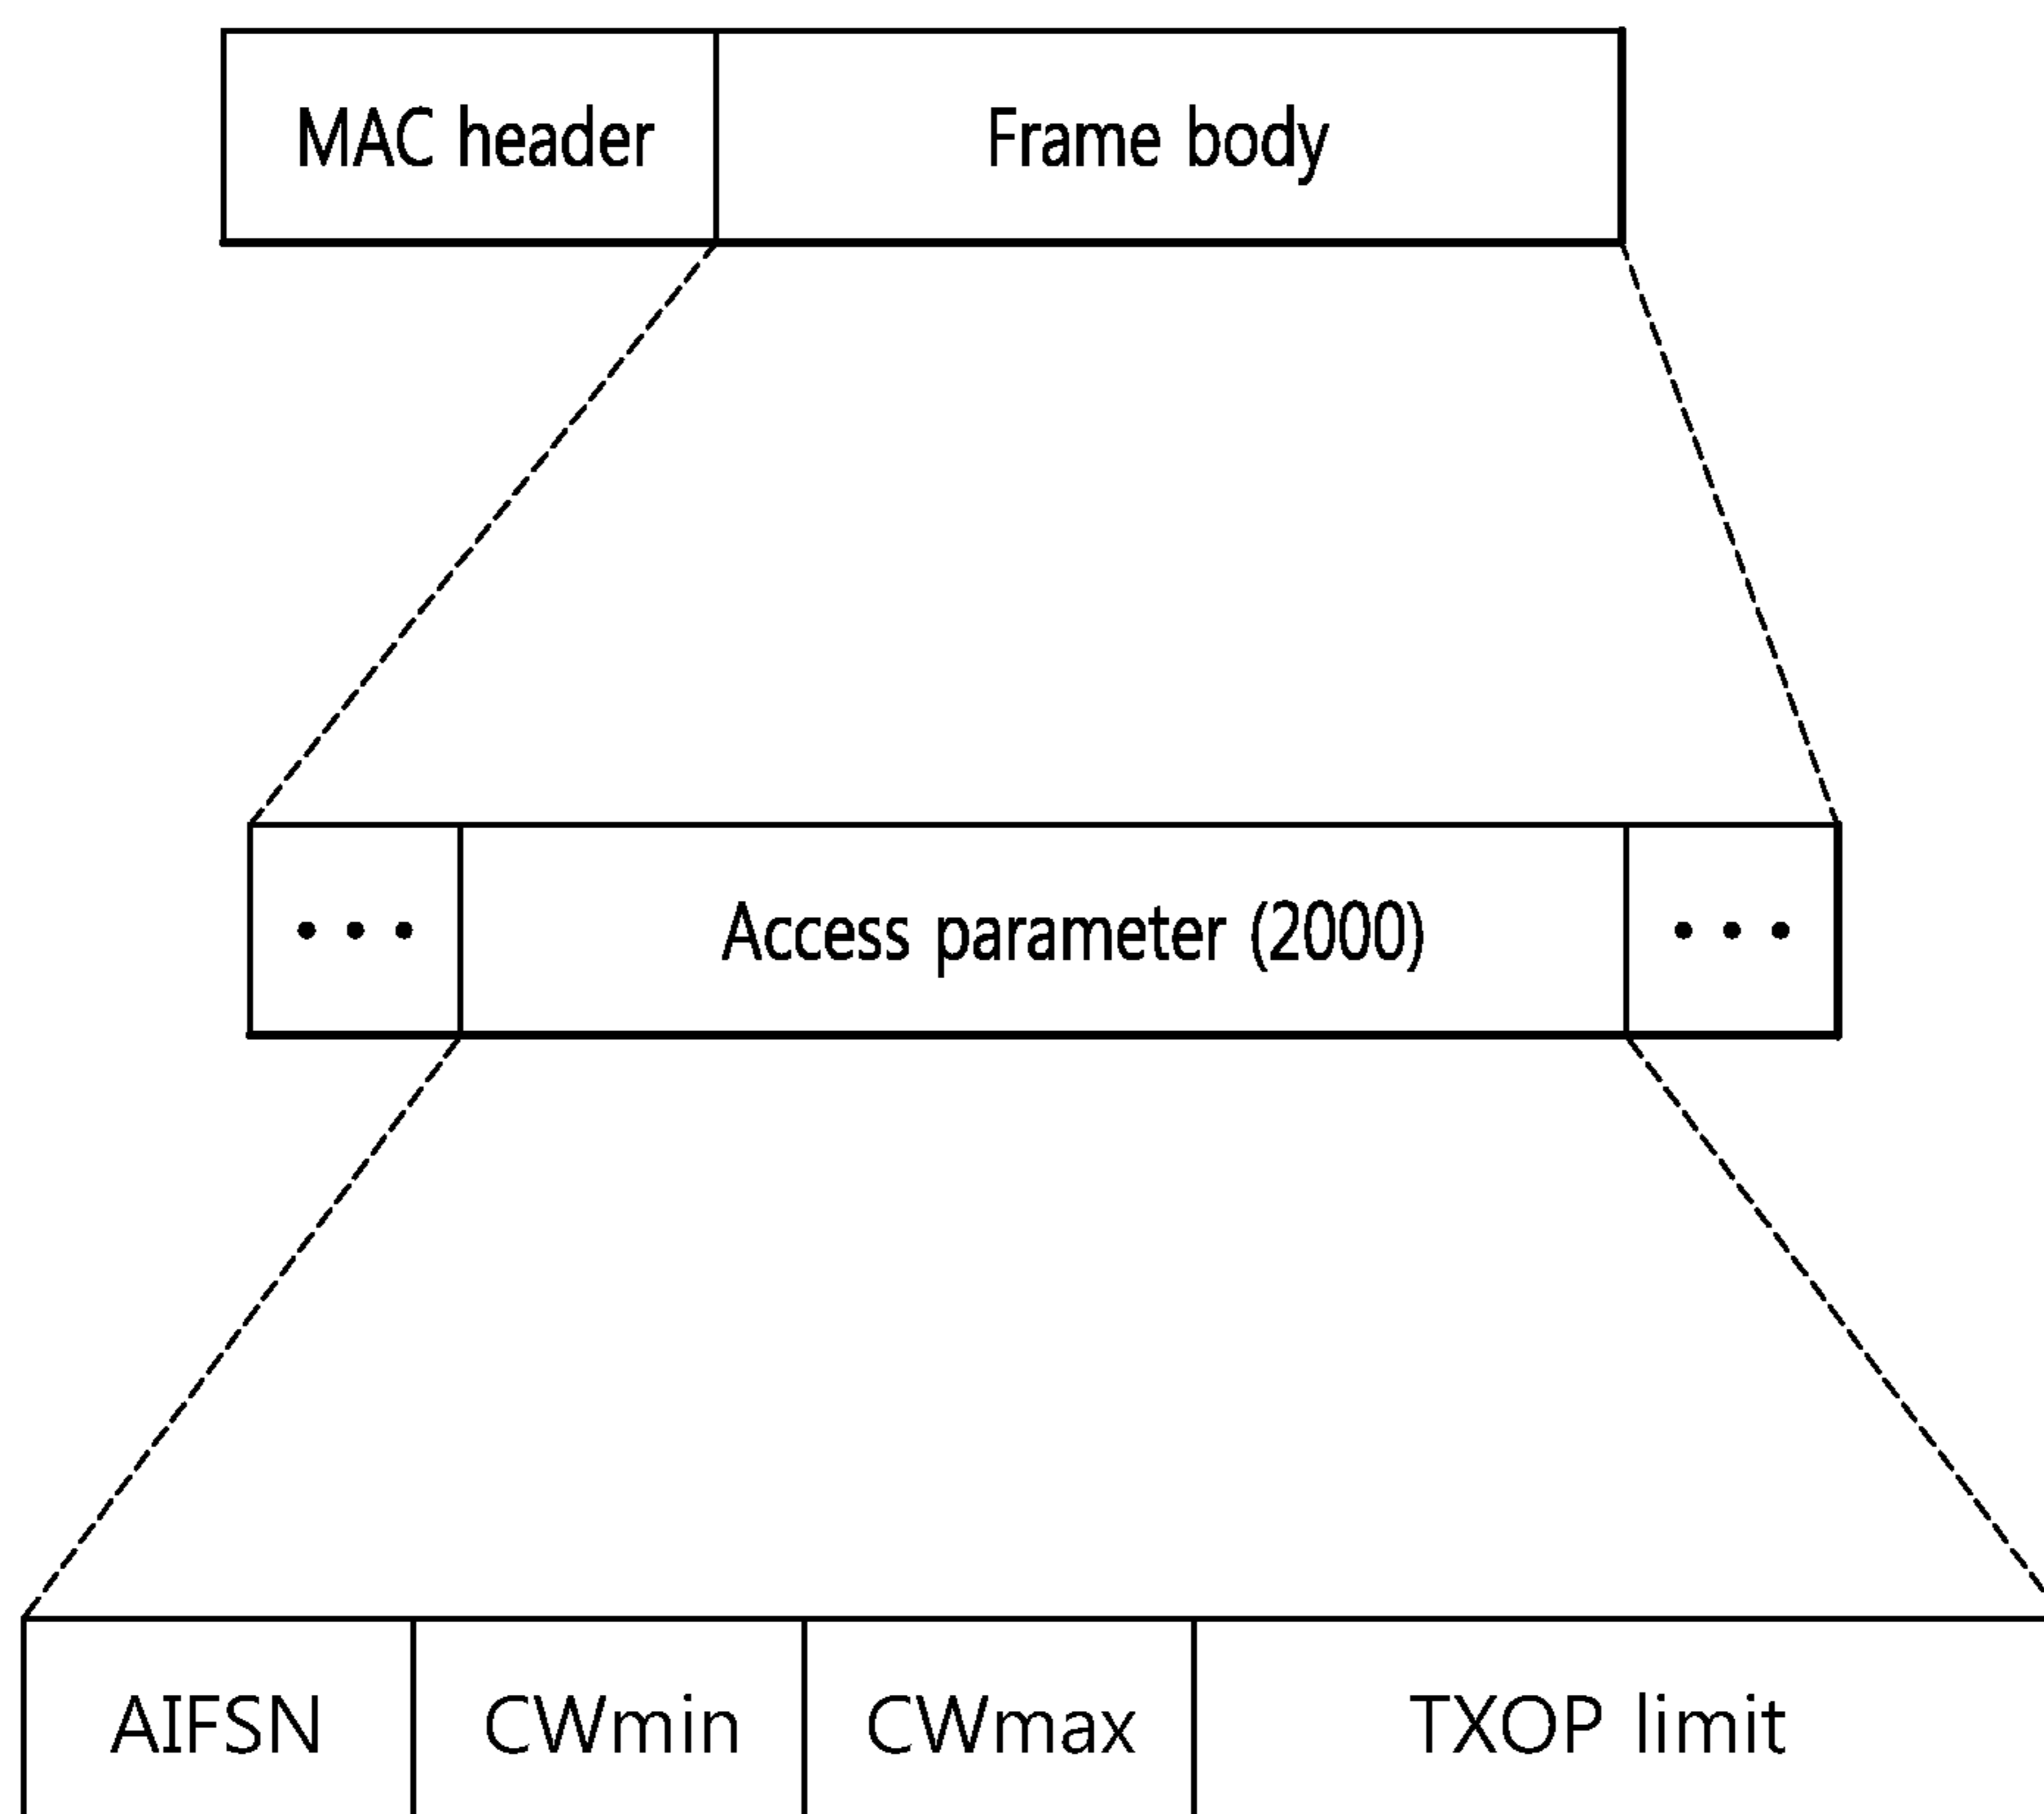 MAC header Frame body
• • • Access parameter (2000) • • •
AIFSN CWmin CWmax TXOP limit